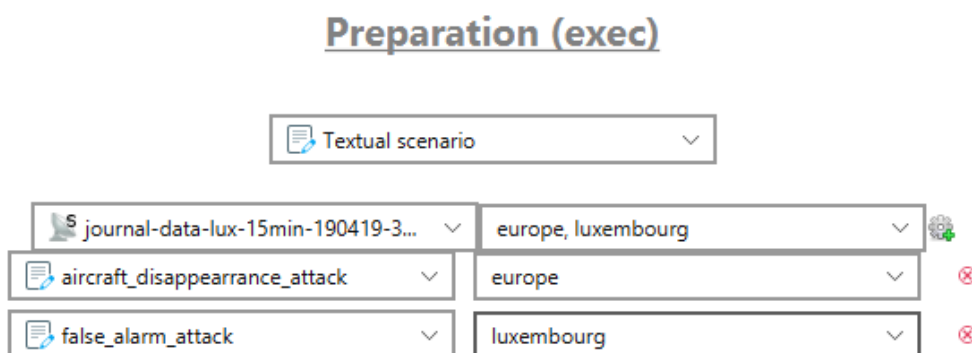 Preparation (exec)
Textual scenario
S journal-data-lux-15min-190419-3... europe, luxembourg
aircraft_disappearrance_attack europe
false_alarm_attack luxembourg